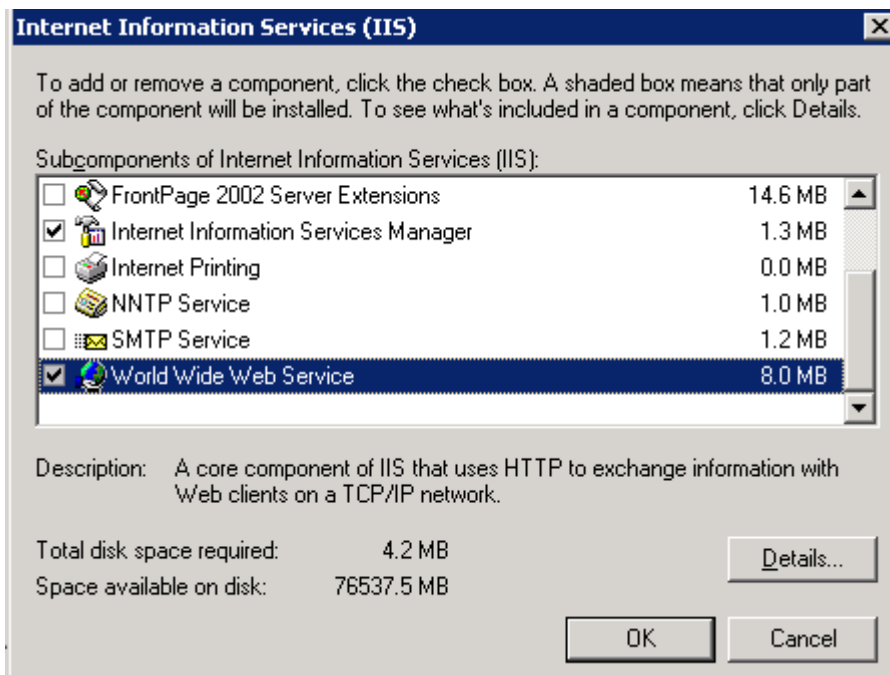 Internet Information Services (IIS)
To add or remove a component, click the check box. A shaded box means that only part
of the component will be installed. To see what's included in a component, click Details.
Subcomponents of Internet Information Services (IIS):
FrontPage 2002 Server Extensions 14.6 MB
Internet Information Services Manager 1.3 MB
Internet Printing 0.0 MB
NNTP Service 1.0 MB
SMTP Service 1.2 MB
World Wide Web Service 8.0 MB
Description: A core component of IIS that uses HTTP to exchange information with
Web clients on a TCP/IP network.
Total disk space required: 4.2 MB
Space available on disk: 76537.5 MB
Details...
OK Cancel